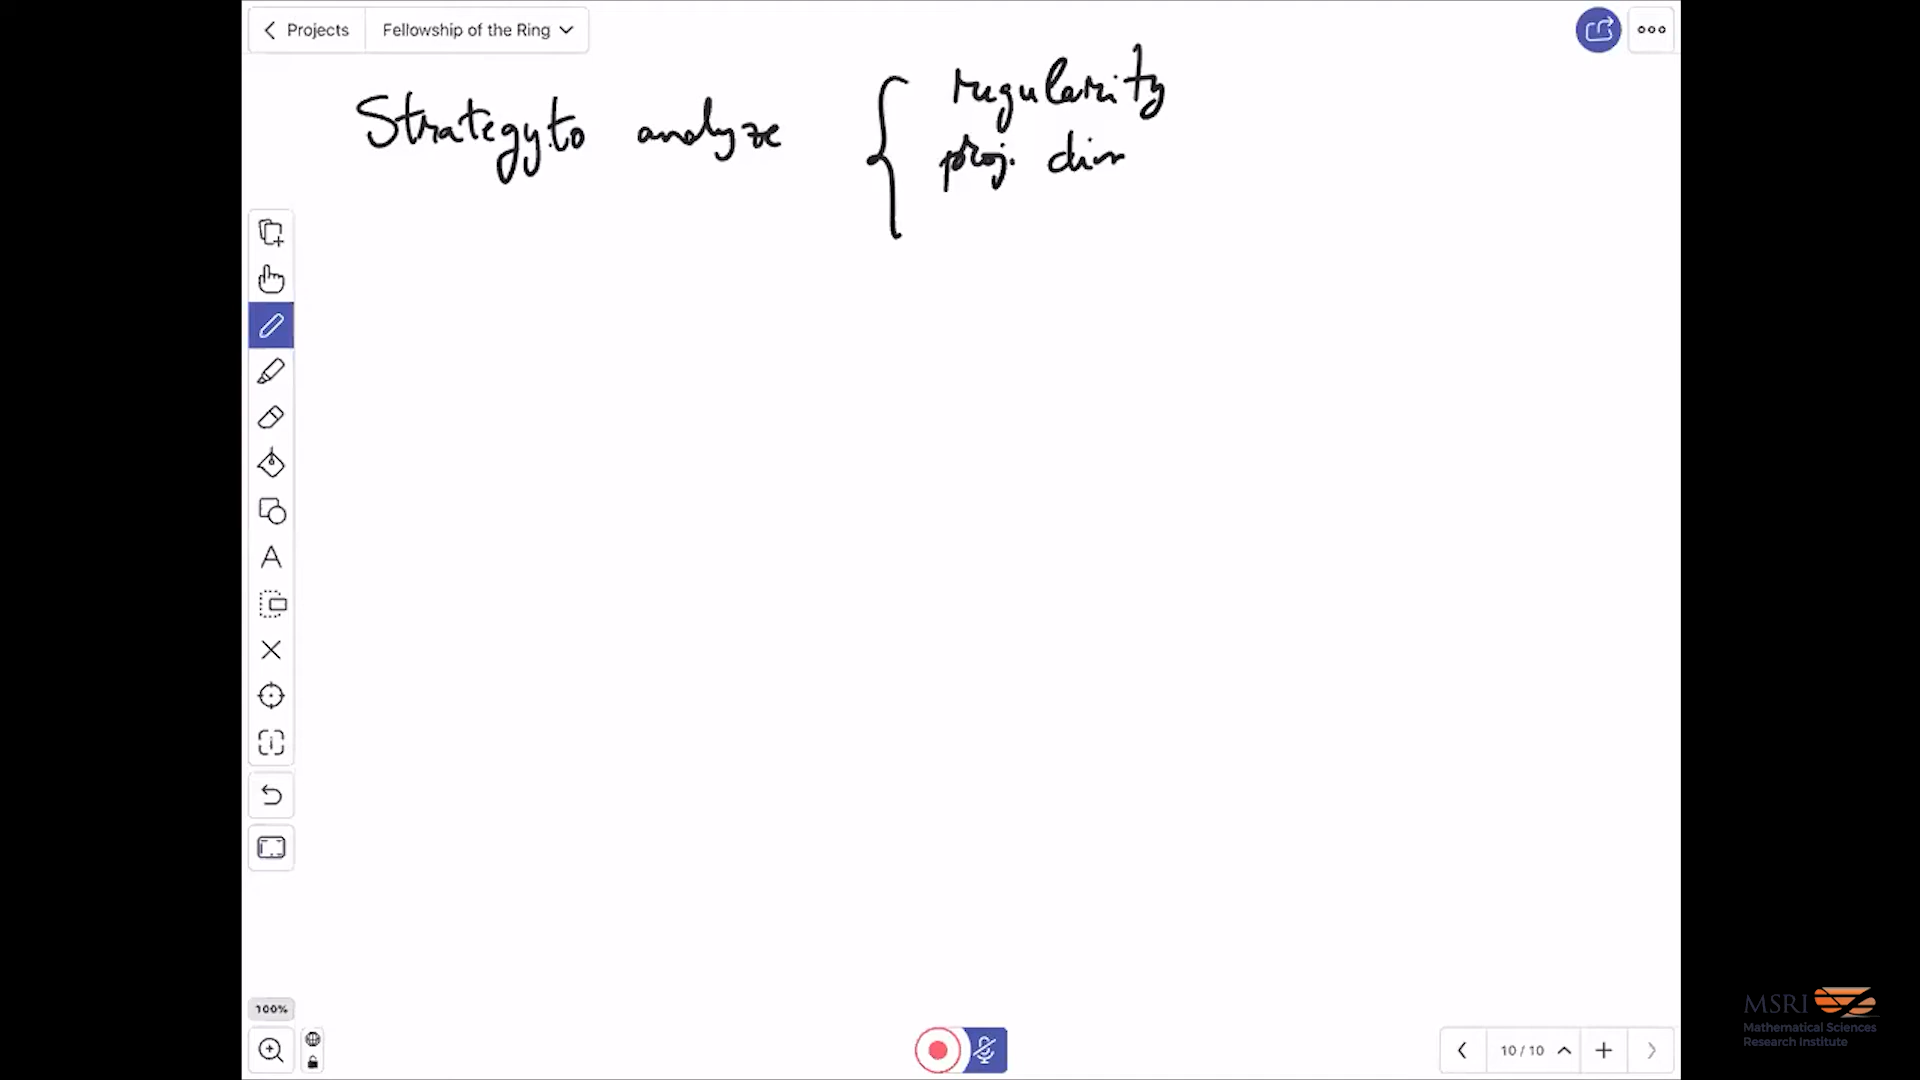 Projects
Fellowship of the Ring
Strategy to analyze { regularity
proj. dim
A
100%
10/10
MSRI
Mathematical Sciences
Research Institute